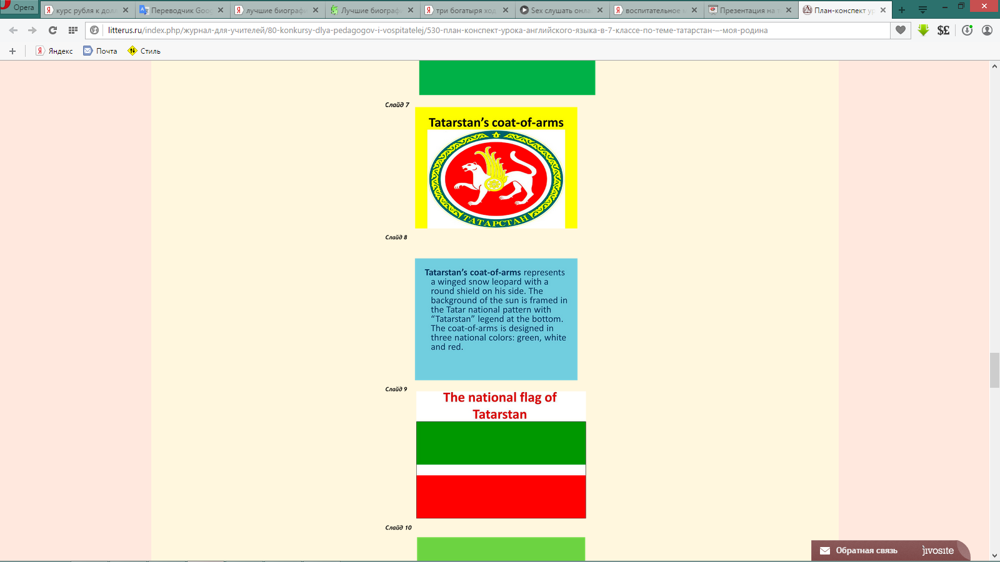 Opera
курс рубля к долл
Переводчик Goog
лучшие биографи
Лучшие биограф
три богатыря ход
Sex слушать онла
воспитательное м
Презентация на т
План-конспект ур
litterus.ru/index.php/журнал-для-учителей/80-konkursy-dlya-pedagogov-i-vospitatelej/530-план-конспект-урока-английского-языка-в-7-классе-по-теме-татарстан-–-моя-родина
$£
Яндекс
Почта
Стиль
Слайд 7
Tatarstan’s coat-of-arms
ТАТАРСТАН
Слайд 8
Tatarstan’s coat-of-arms represents
a winged snow leopard with a
round shield on his side. The
background of the sun is framed in
the Tatar national pattern with
“Tatarstan” legend at the bottom.
The coat-of-arms is designed in
three national colors: green, white
and red.
Слайд 9
The national flag of
Tatarstan
Слайд 10
Обратная связь
jivosite